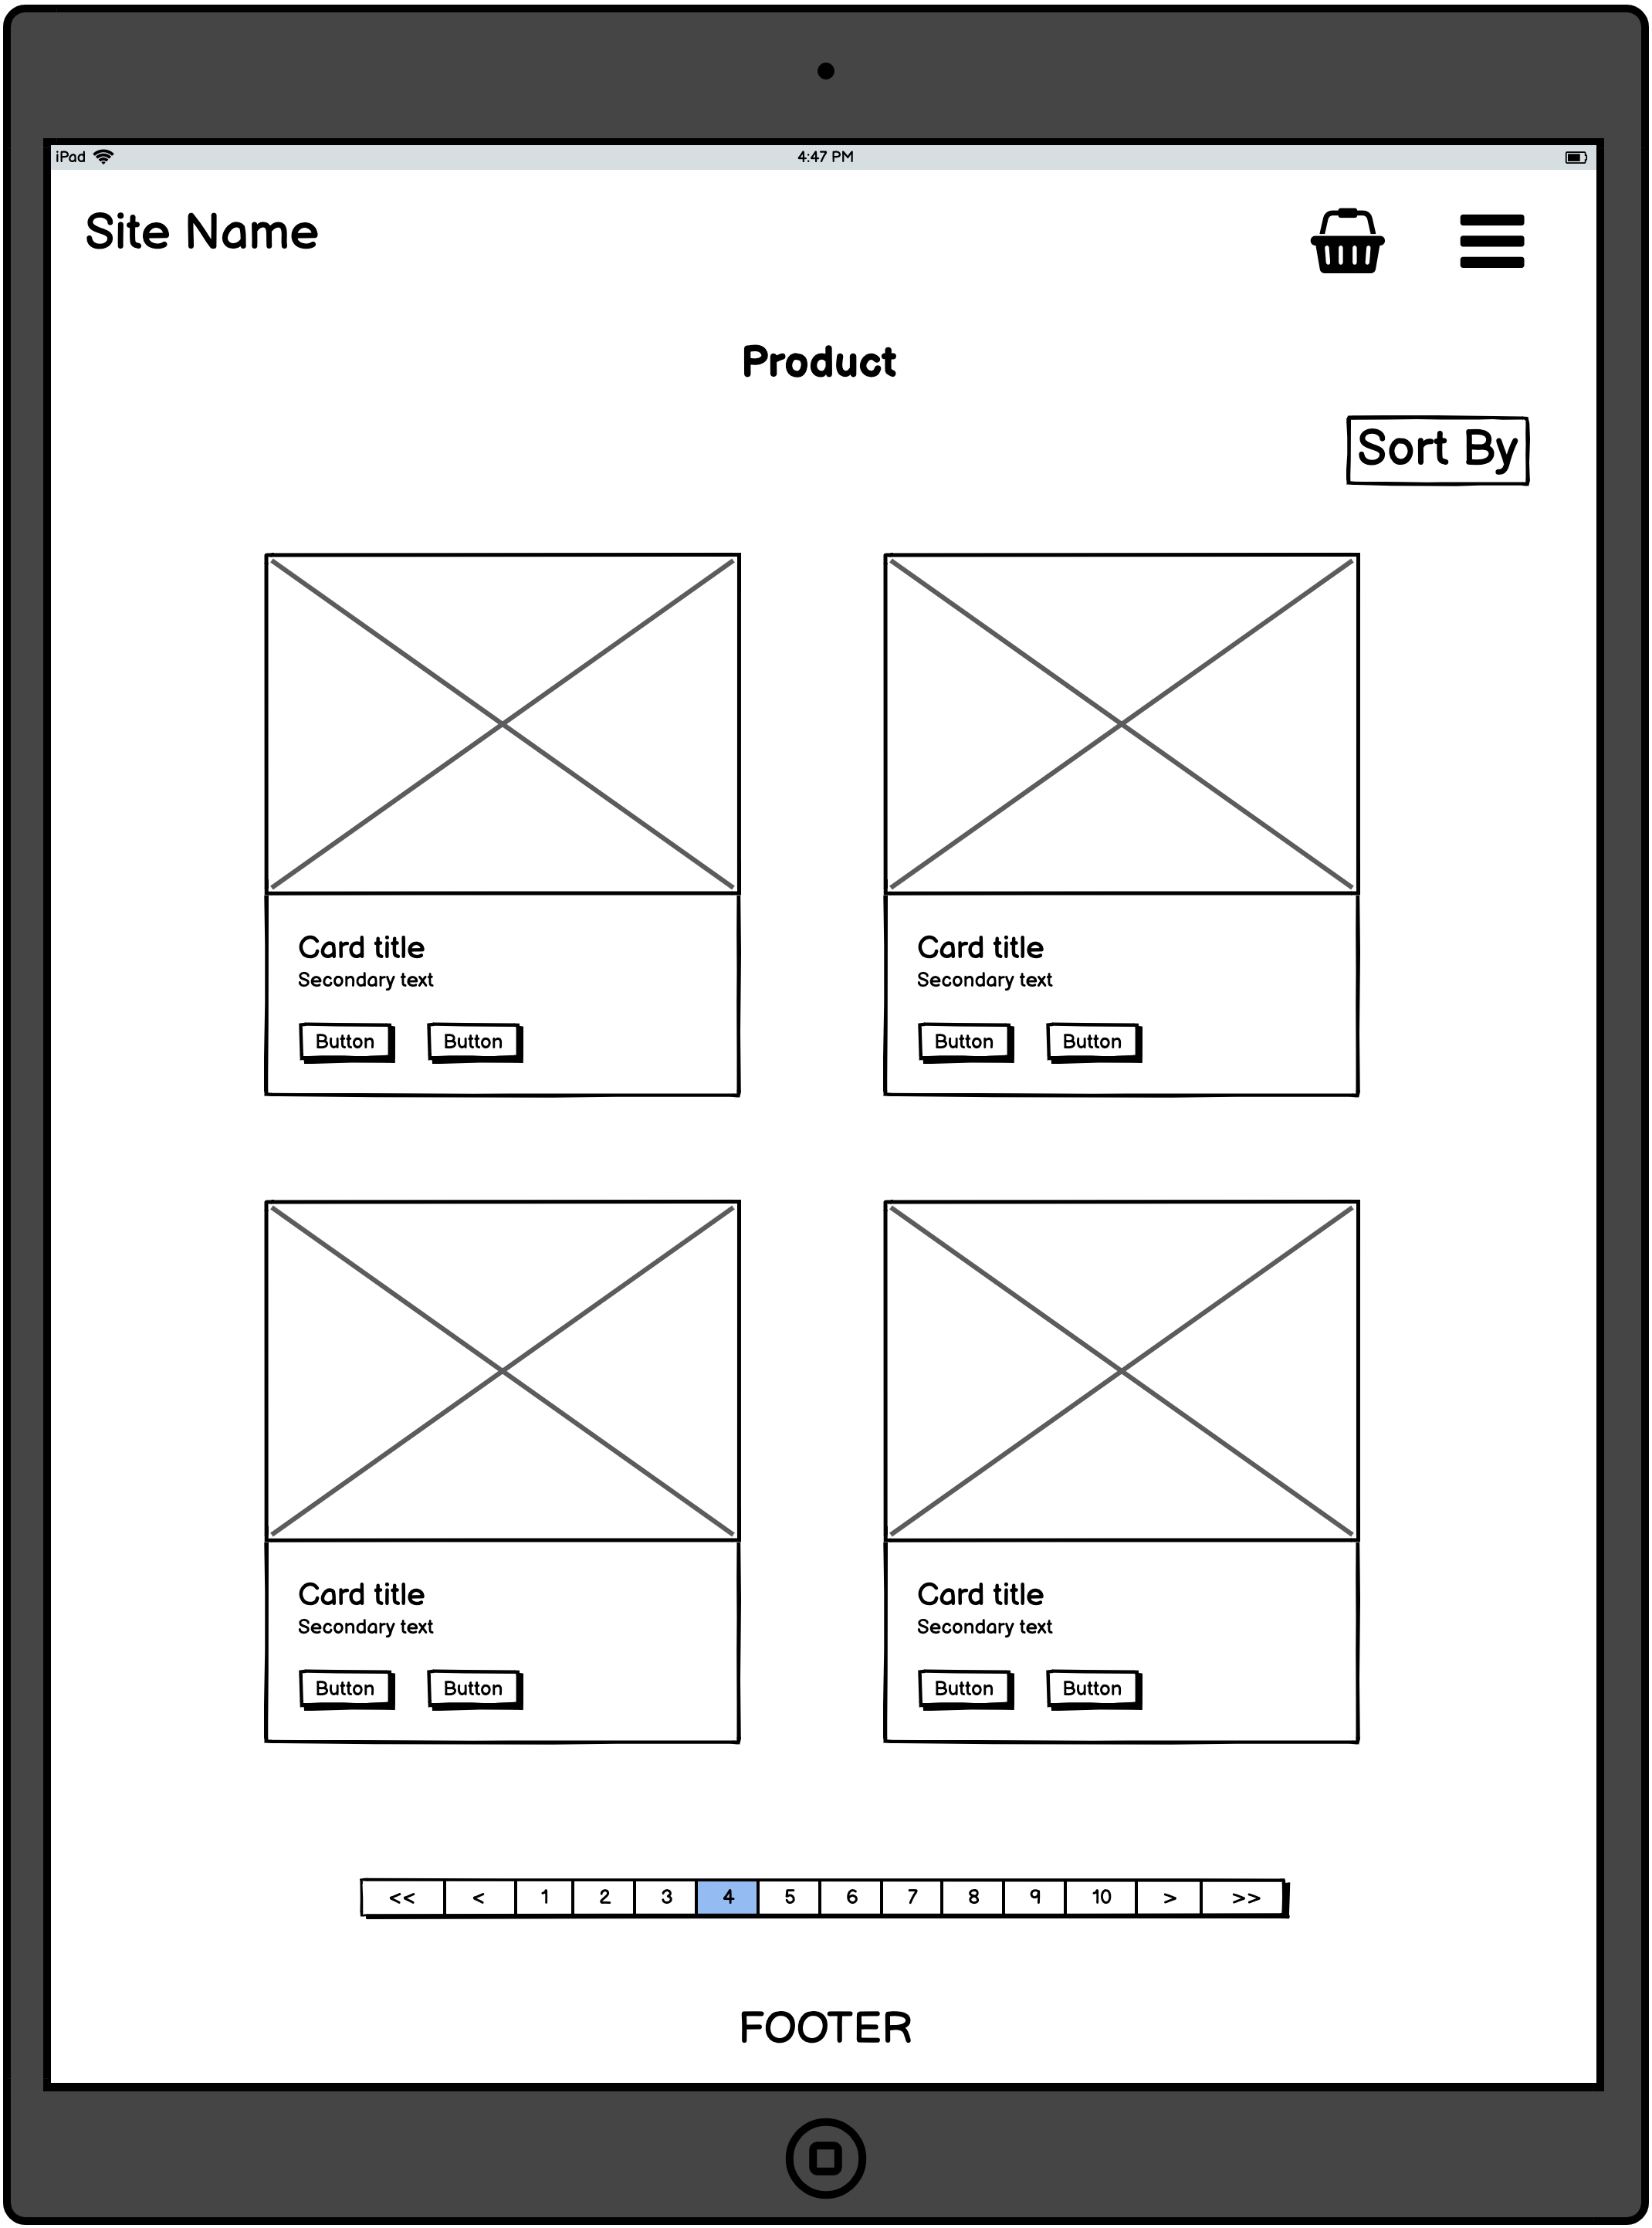 iPad 4:47 PM
Site Name
Product
Sort By
Card title Card title
Secondary text Secondary text
Button Button Button Button
Card title Card title
Secondary text Secondary text
Button Button Button Button
<< < 1 2 3 4 5 6 7 8 9 10 > >>
FOOTER